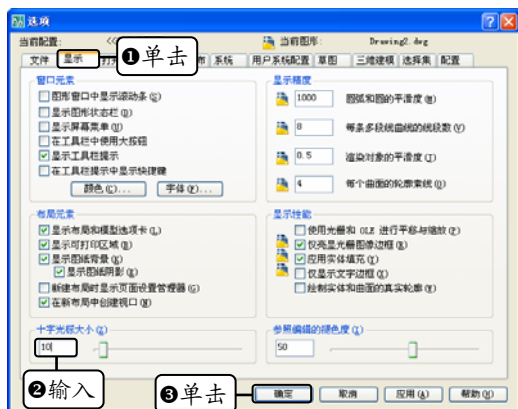 选项
当前配置:
当前图形: Drawing2.dwg
文件 显示 打 布 系统 用户系统配置 草图 三维建模 选择集 配置
❶单击
窗口元素
图形窗口中显示滚动条(S)
显示图形状态栏(D)
显示屏幕菜单(U)
在工具栏中使用大按钮
显示工具栏提示
在工具栏提示中显示快捷键
颜色(C)... 字体(F)...
显示精度
1000 圆弧和圆的平滑度(A)
8 每条多段线曲线的线段数(V)
0.5 渲染对象的平滑度(J)
4 每个曲面的轮廓素线(O)
布局元素
显示布局和模型选项卡(L)
显示可打印区域(B)
显示图纸背景(K)
显示图纸阴影(E)
新建布局时显示页面设置管理器(G)
在新布局中创建视口(N)
显示性能
使用光栅和 OLE 进行平移与缩放(P)
仅亮显光栅图像边框(R)
应用实体填充(Y)
仅显示文字边框(X)
绘制实体和曲面的真实轮廓(W)
十字光标大小(Z)
10
参照编辑的褪色度(I)
50
❷输入
❸单击
确定 取消 应用(A) 帮助(H)